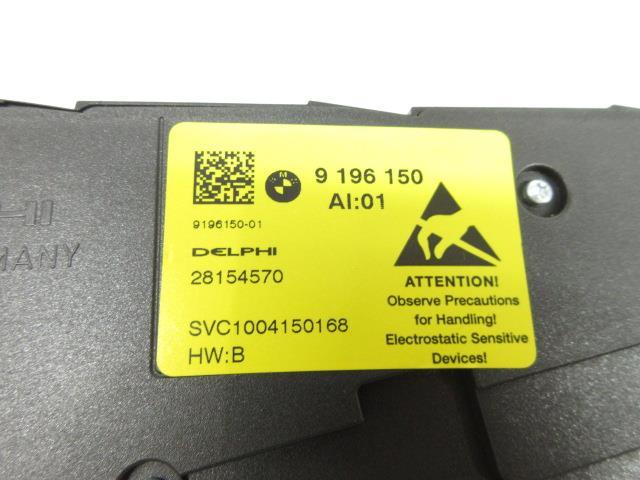 9 196 150
AI:01
9196150-01
DELPHI
28154570
SVC1004150168
HW:B
ATTENTION!
Observe Precautions
for Handling!
Electrostatic Sensitive
Devices!